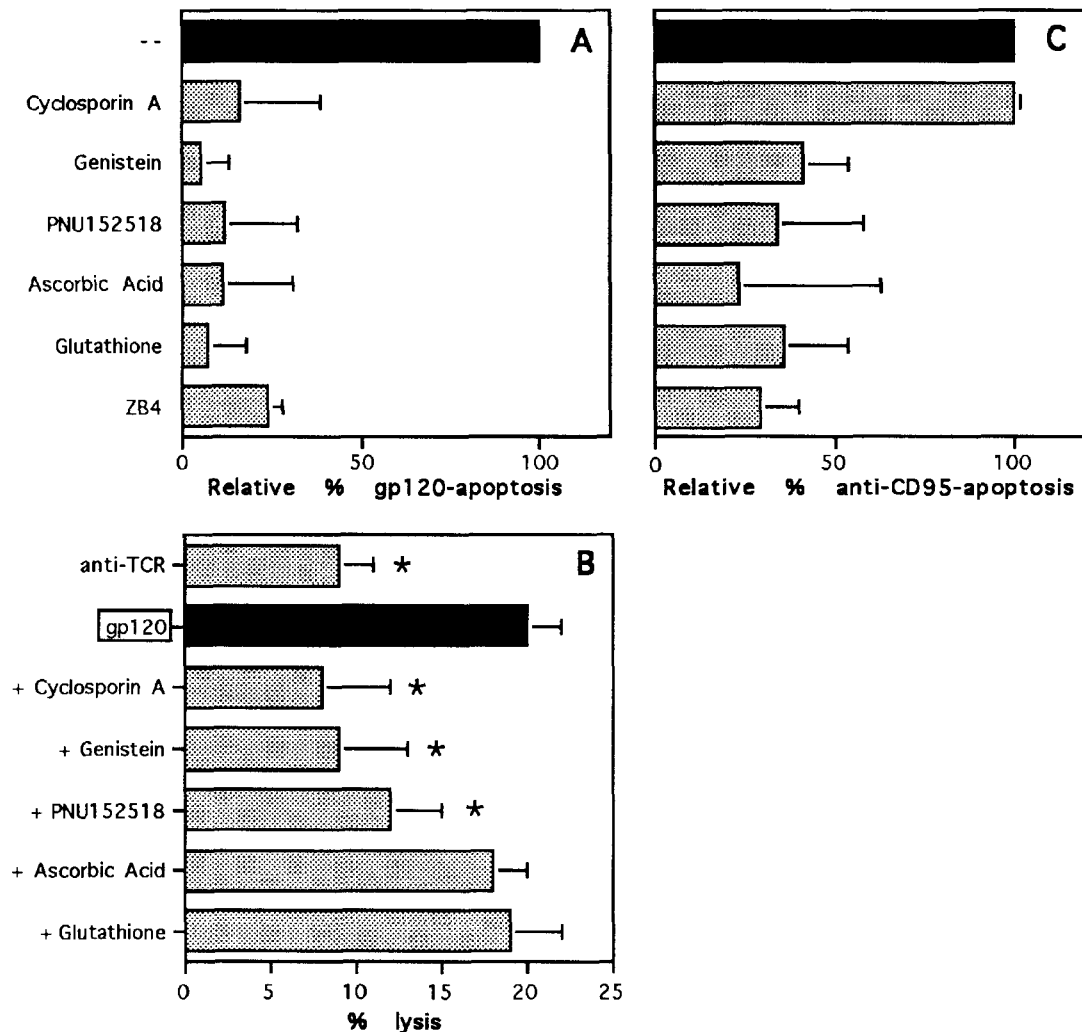 A
--
Cyclosporin A
Genistein
PNU152518
Ascorbic Acid
Glutathione
ZB4
0 50 100
Relative % gp120-apoptosis
C
0 50 100
Relative % anti-CD95-apoptosis
B
anti-TCR *
gp120
+ Cyclosporin A *
+ Genistein *
+ PNU152518 *
+ Ascorbic Acid
+ Glutathione
0 5 10 15 20 25
% lysis